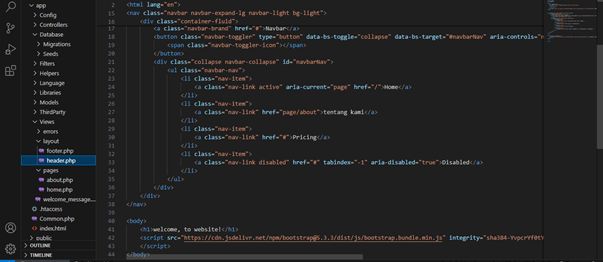 app
Config
Controllers
Database
Migrations
Seeds
Filters
Helpers
Language
Libraries
Models
ThirdParty
Views
errors
layout
footer.php
header.php
pages
about.php
home.php
welcome_message....
.htaccess
Common.php
index.html
public
OUTLINE
TIMELINE
2 <html lang="en">
15 <nav class="navbar navbar-expand-lg navbar-light bg-light">
16 <div class="container-fluid">
17 <a class="navbar-brand" href="#">Navbar</a>
18 <button class="navbar-toggler" type="button" data-bs-toggle="collapse" data-bs-target="#navbarNav" aria-controls="n
19 <span class="navbar-toggler-icon"></span>
20 </button>
21 <div class="collapse navbar-collapse" id="navbarNav">
22 <ul class="navbar-nav">
23 <li class="nav-item">
24 <a class="nav-link active" aria-current="page" href="/">Home</a>
25 </li>
26 <li class="nav-item">
27 <a class="nav-link" href="page/about">tentang kami</a>
28 </li>
29 <li class="nav-item">
30 <a class="nav-link" href="#">Pricing</a>
31 </li>
32 <li class="nav-item">
33 <a class="nav-link disabled" href="#" tabindex="-1" aria-disabled="true">Disabled</a>
34 </li>
35 </ul>
36 </div>
37 </div>
38 </nav>
39
40 <body>
41 <h1>welcome, to website!</h1>
42 <script src="https://cdn.jsdelivr.net/npm/bootstrap@5.3.3/dist/js/bootstrap.bundle.min.js" integrity="sha384-YvpcrYf0tY
43 </script>
44 </body>